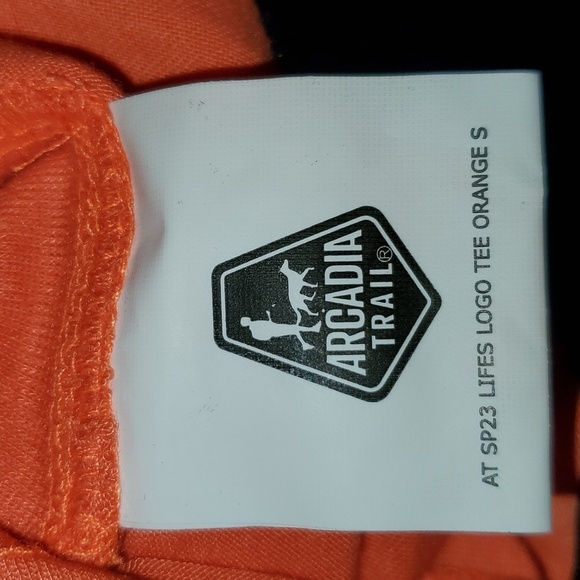 ARCADIA
TRAIL®
AT SP23 LIFES LOGO TEE ORANGE S